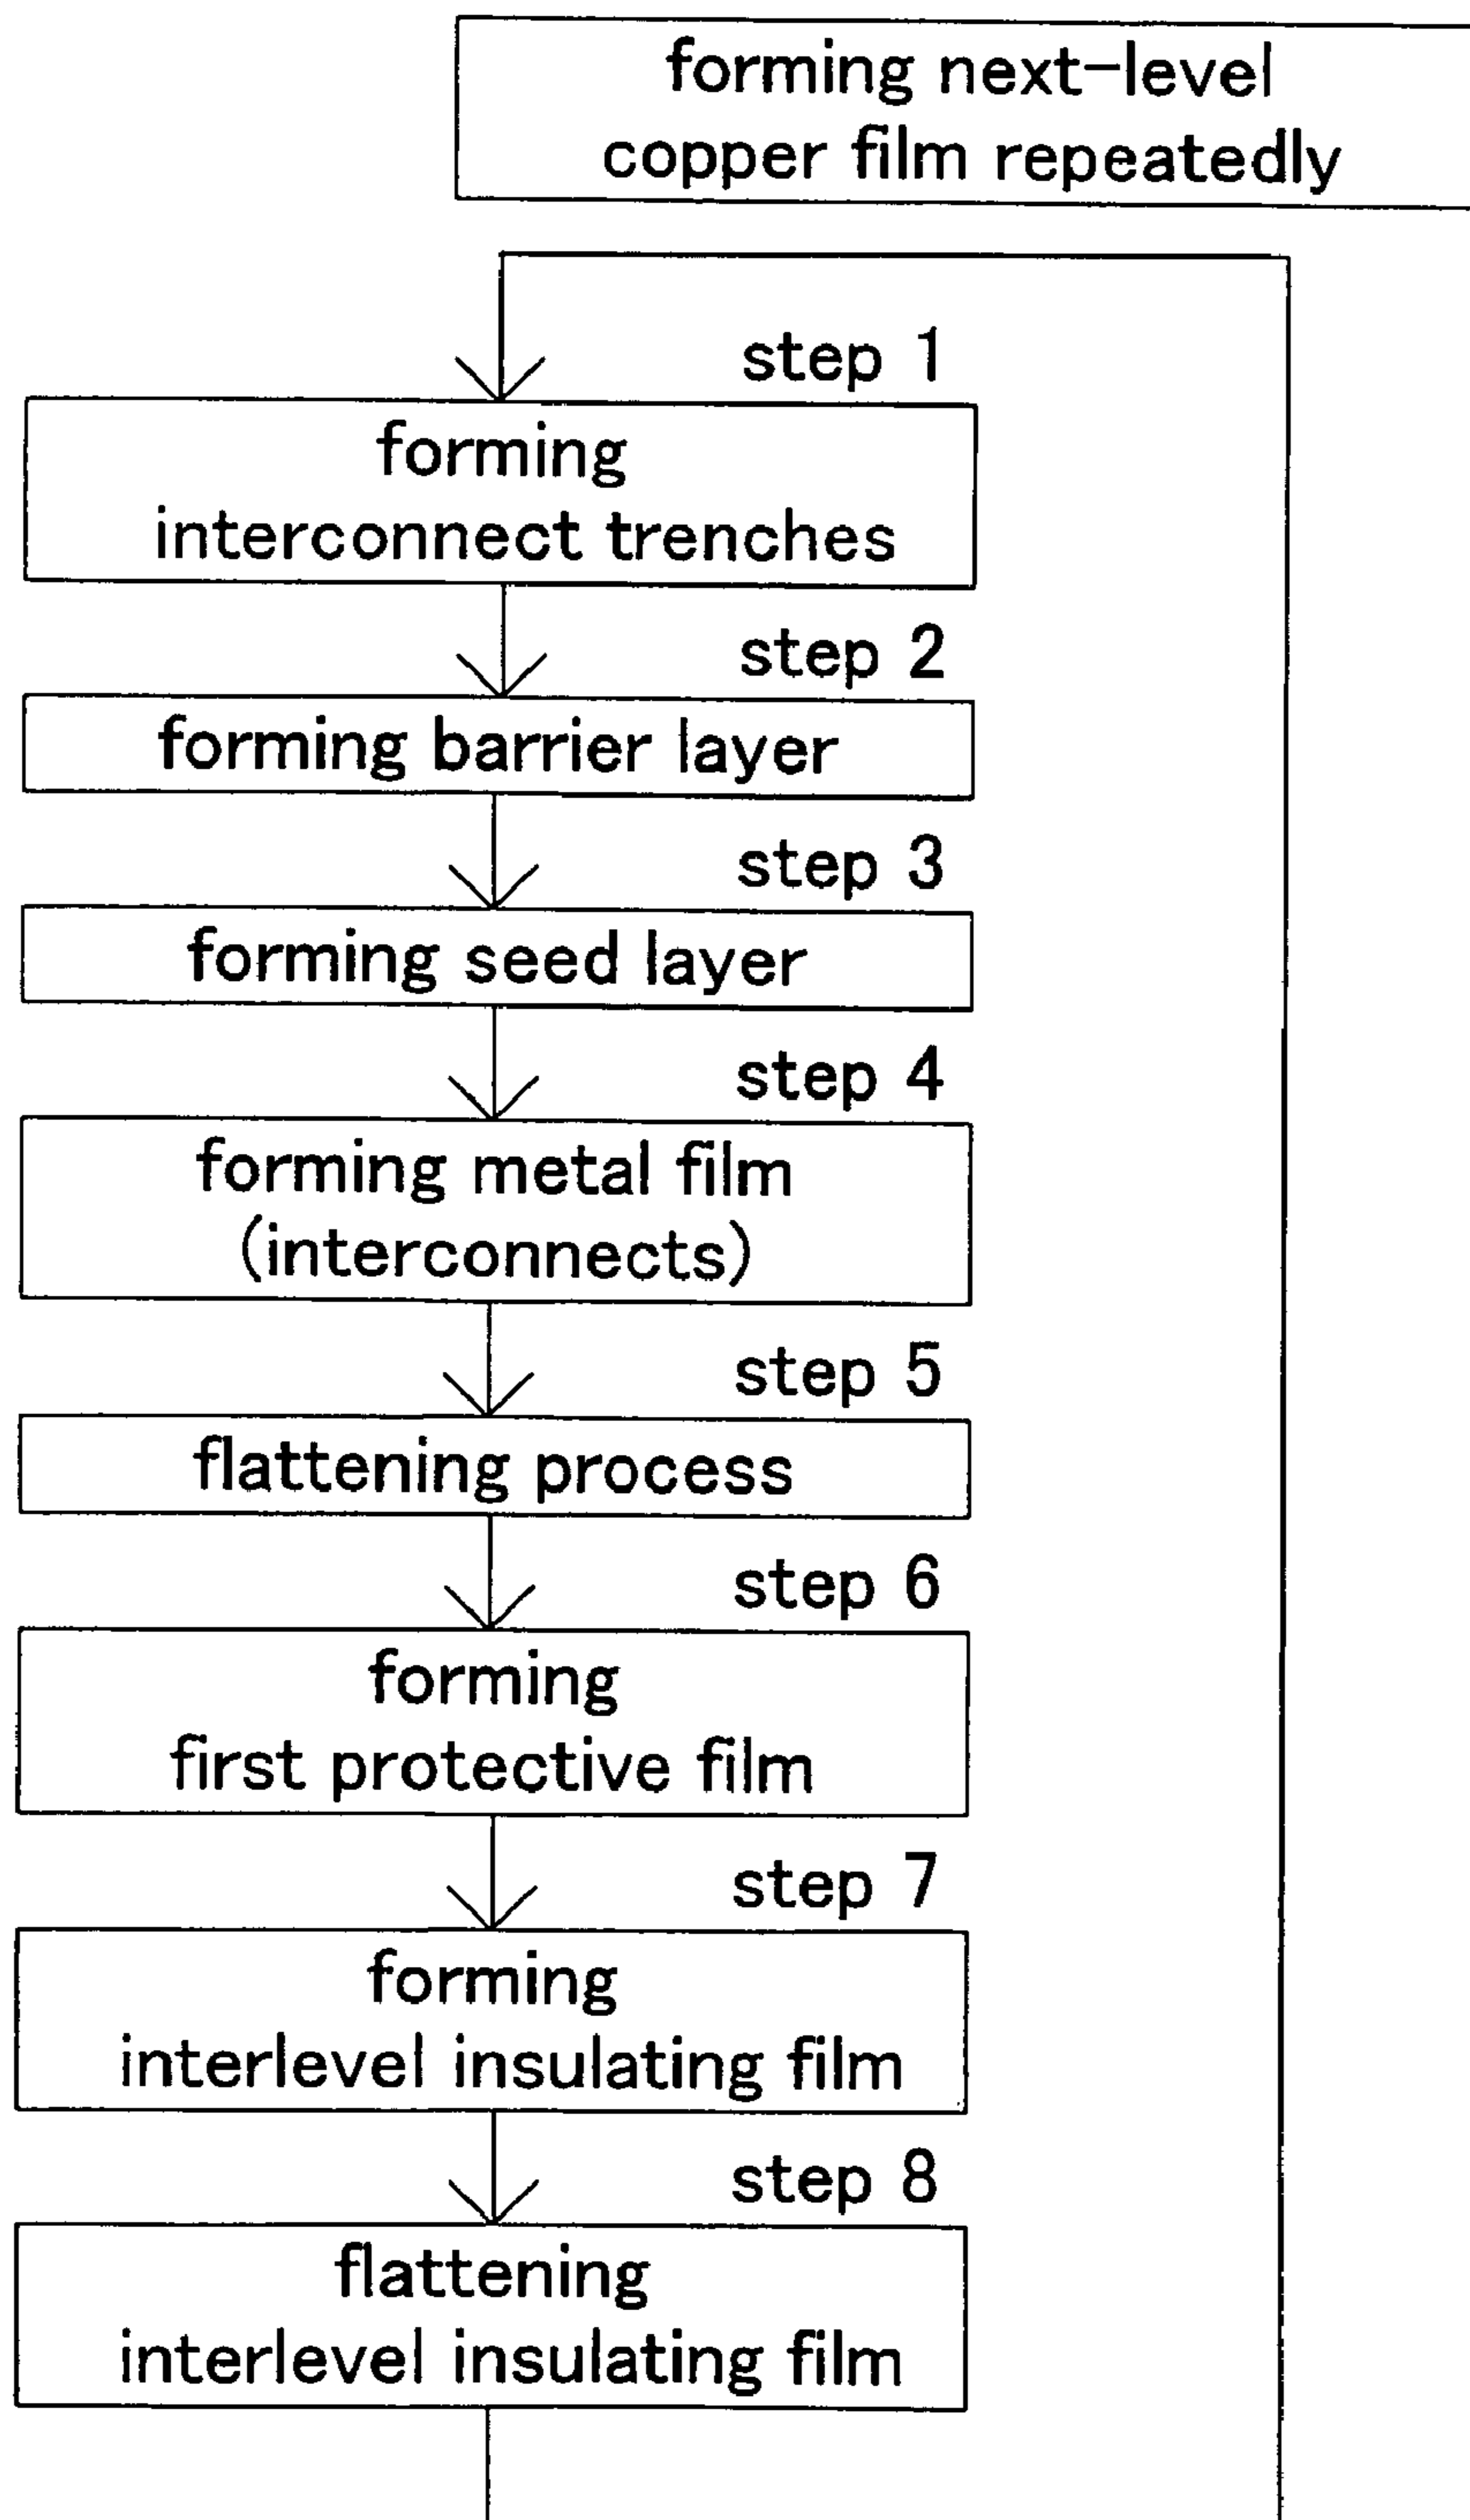 forming next-level
copper film repeatedly
step 1
forming
interconnect trenches
step 2
forming barrier layer
step 3
forming seed layer
step 4
forming metal film
(interconnects)
step 5
flattening process
step 6
forming
first protective film
step 7
forming
interlevel insulating film
step 8
flattening
interlevel insulating film